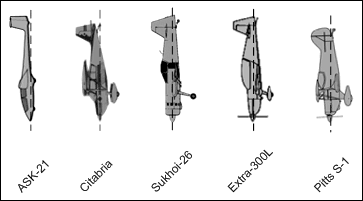 ASK-21
Citabria
Sukhoi-26
Extra-300L
Pitts S-1